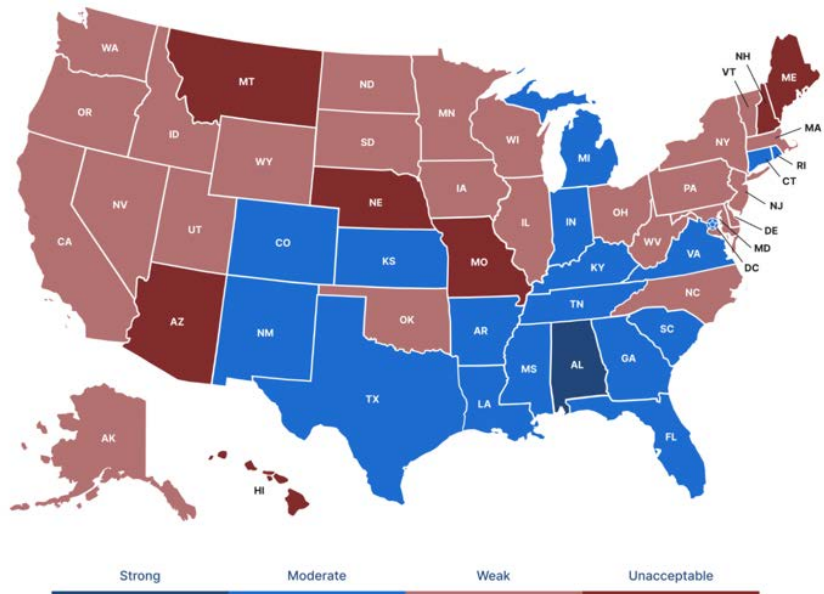 WA
MT
ND
MN
OR
ID
WY
SD
WI
MI
NH
VT
ME
NY
MA
RI
CT
NV
UT
CO
NE
IA
IL
IN
OH
PA
NJ
DE
MD
DC
CA
KS
MO
KY
WV
VA
AZ
NM
OK
AR
TN
NC
SC
TX
LA
MS
AL
GA
FL
AK
HI
Strong
Moderate
Weak
Unacceptable